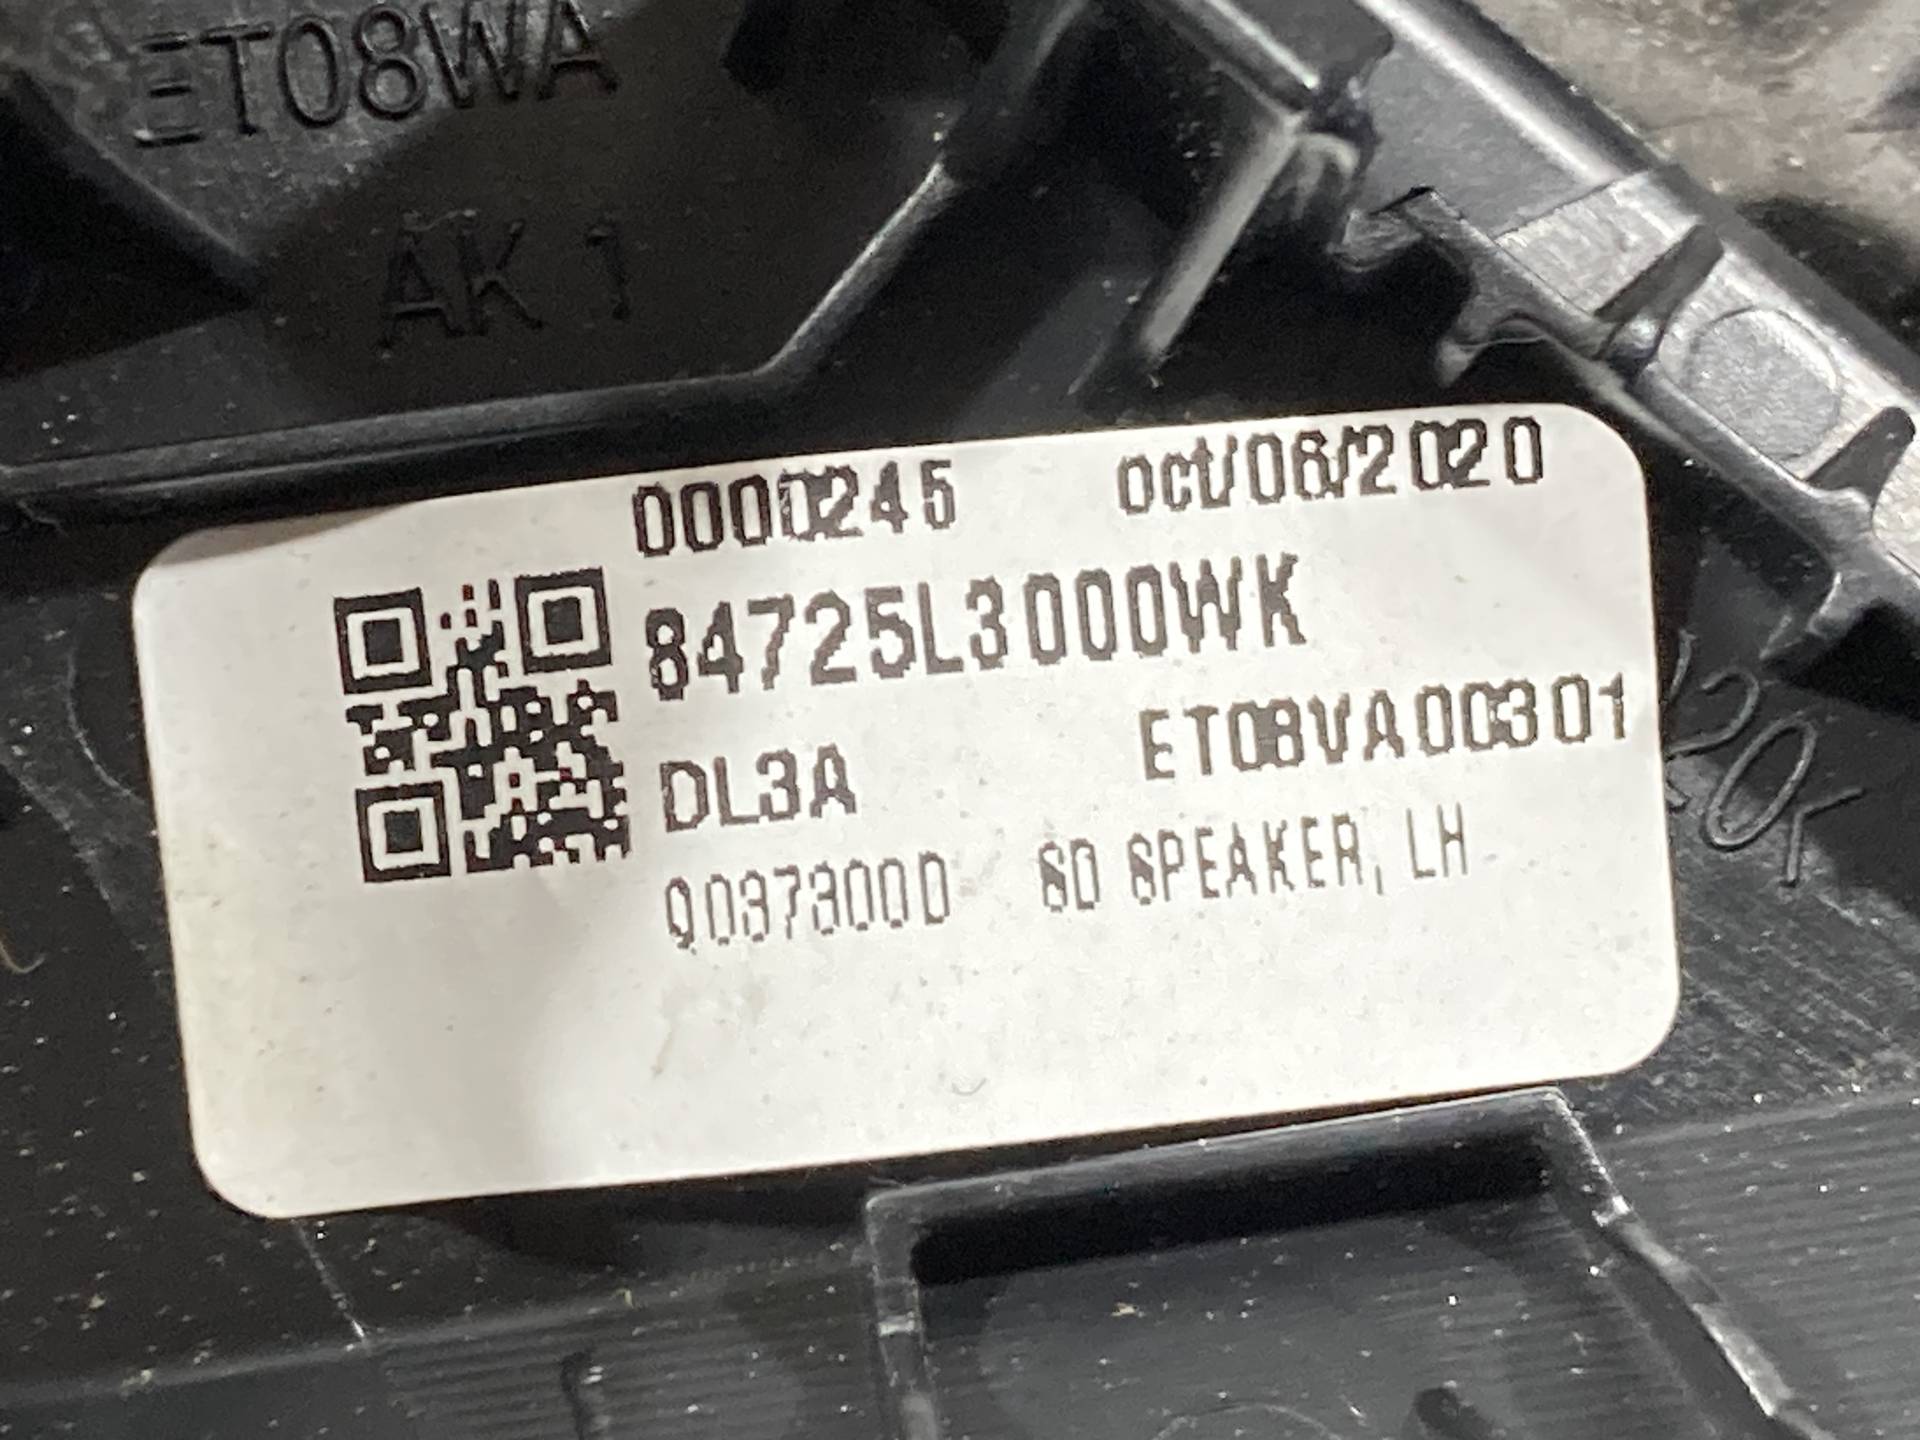 ET08WA
AK 1
0000245 oct/06/2020
84725L3000WK
DL3A ET08VA00301
00373000 SD SPEAKER, LH